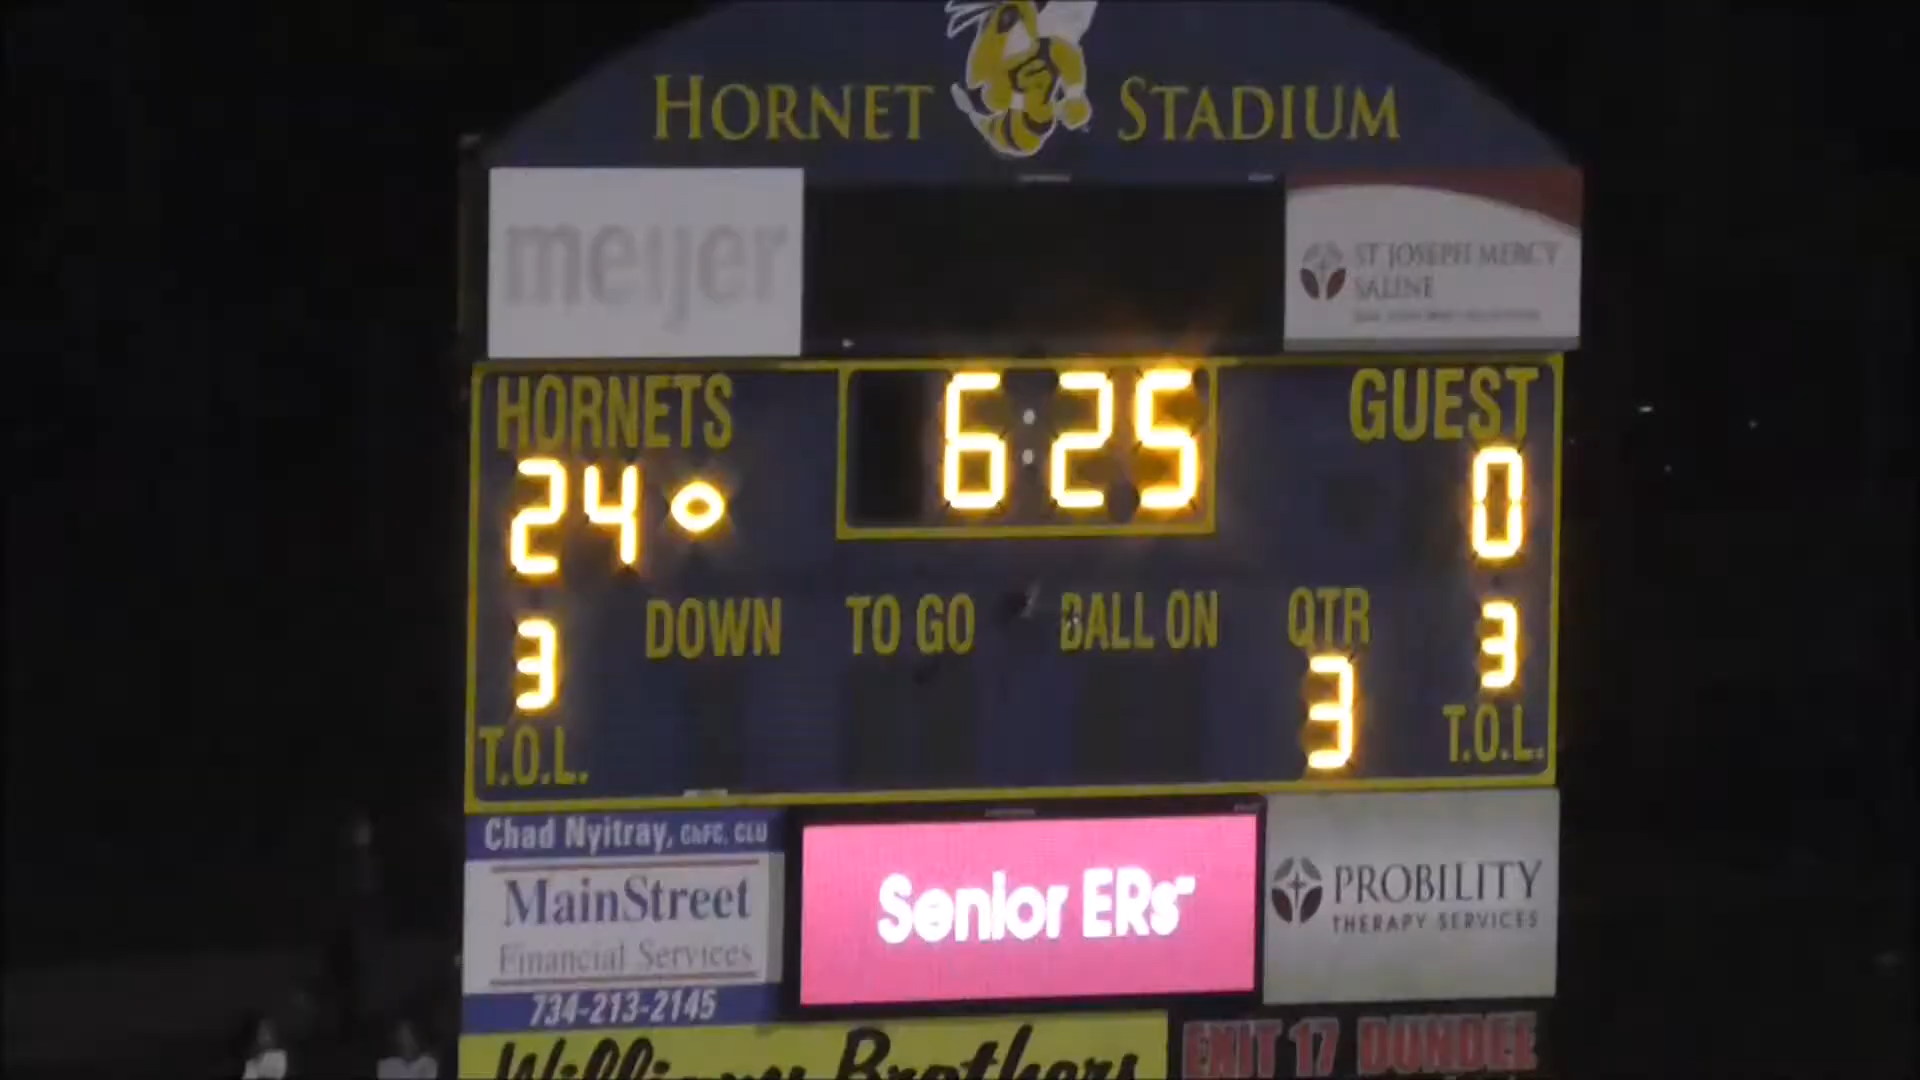 HORNET STADIUM
meijer
ST JOSEPH MERCY
SALINE
HORNETS
6:25
GUEST
24
0
DOWN TO GO BALL ON QTR
3
3
3
T.O.L.
T.O.L.
Chad Nyitray, ChFC, CLU
MainStreet
Financial Services
734-213-2145
Senior ERs
PROBILITY
THERAPY SERVICES
Williams Brothers
EXIT 17 DUNDEE